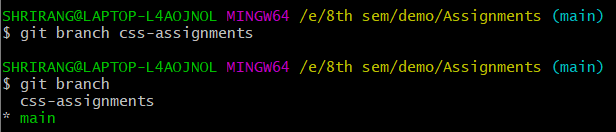 SHRIRANG@LAPTOP-L4AOJNOL MINGW64 /e/8th sem/demo/Assignments (main)
$ git branch css-assignments
SHRIRANG@LAPTOP-L4AOJNOL MINGW64 /e/8th sem/demo/Assignments (main)
$ git branch
  css-assignments
* main